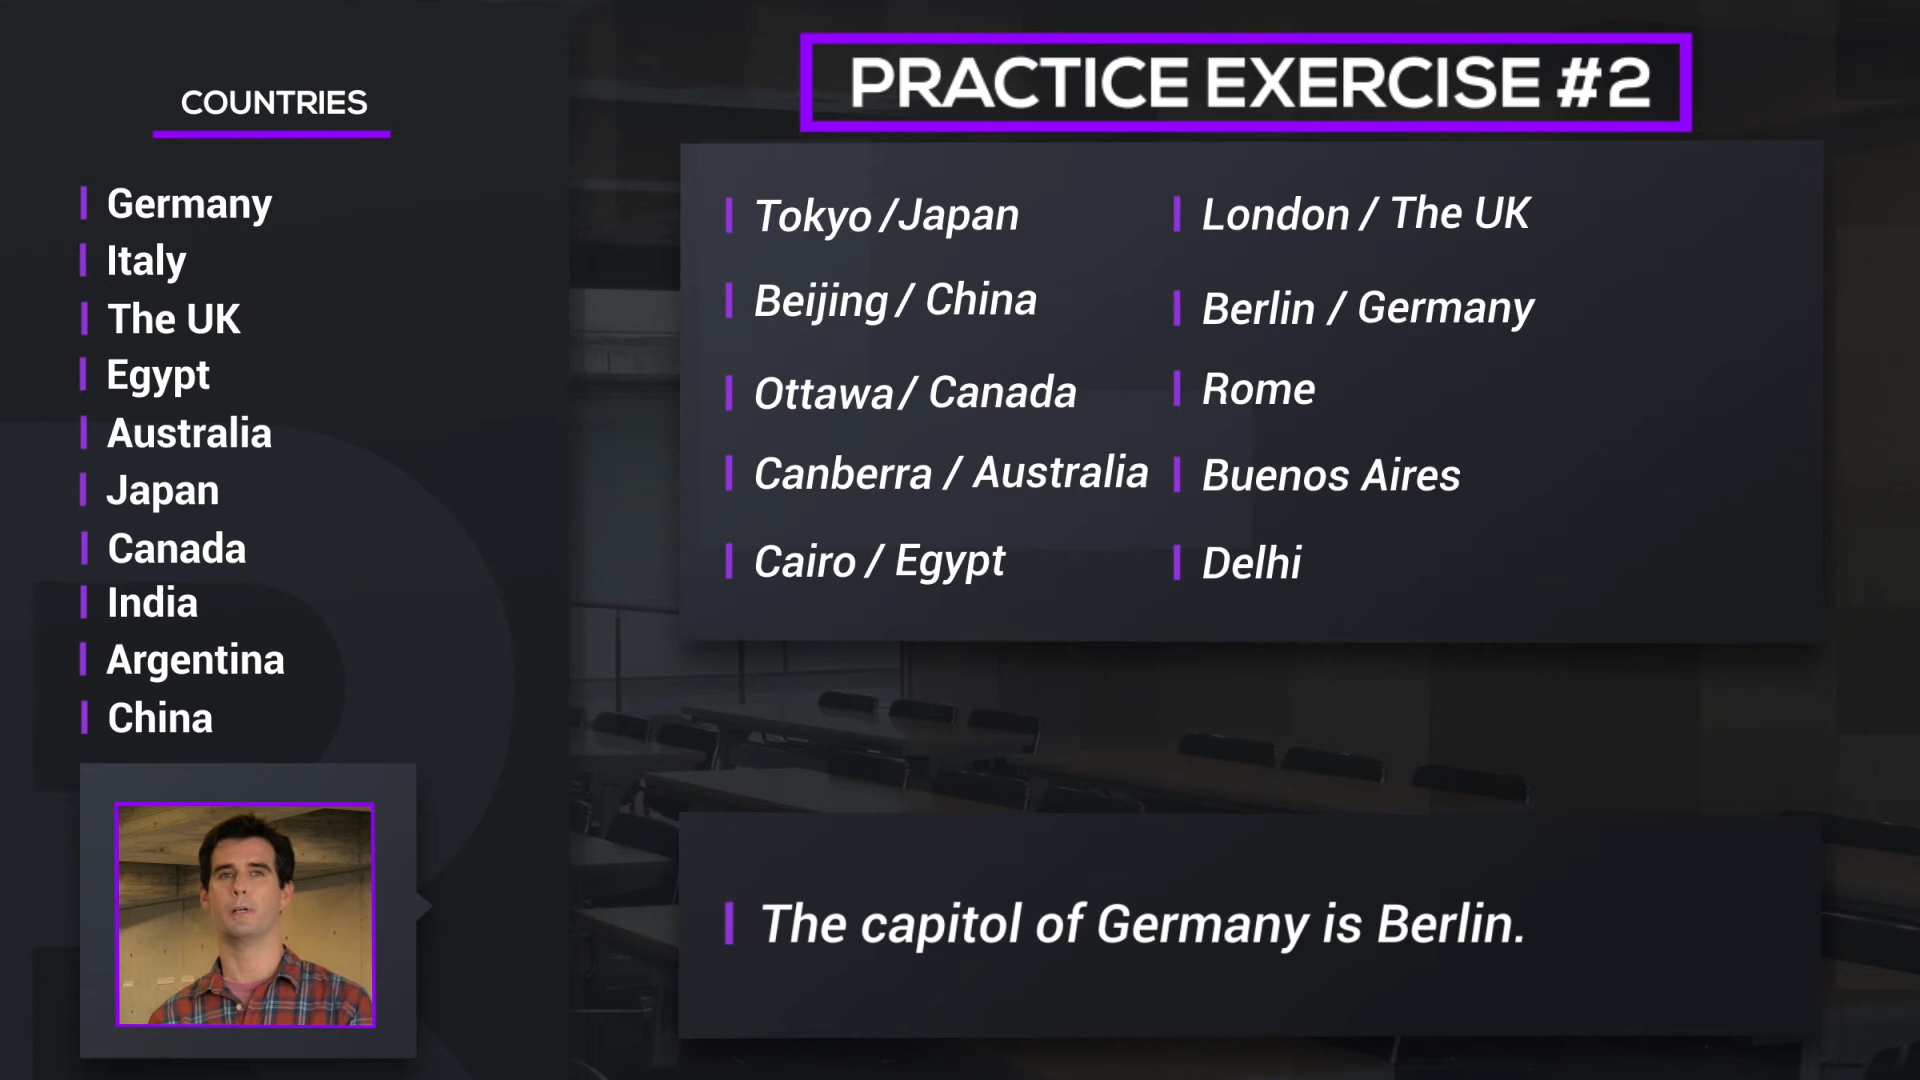 COUNTRIES
Germany
Italy
The UK
Egypt
Australia
Japan
Canada
India
Argentina
China
PRACTICE EXERCISE #2
Tokyo /Japan
Beijing / China
Ottawa / Canada
Canberra / Australia
Cairo / Egypt
London / The UK
Berlin / Germany
Rome
Buenos Aires
Delhi
The capitol of Germany is Berlin.